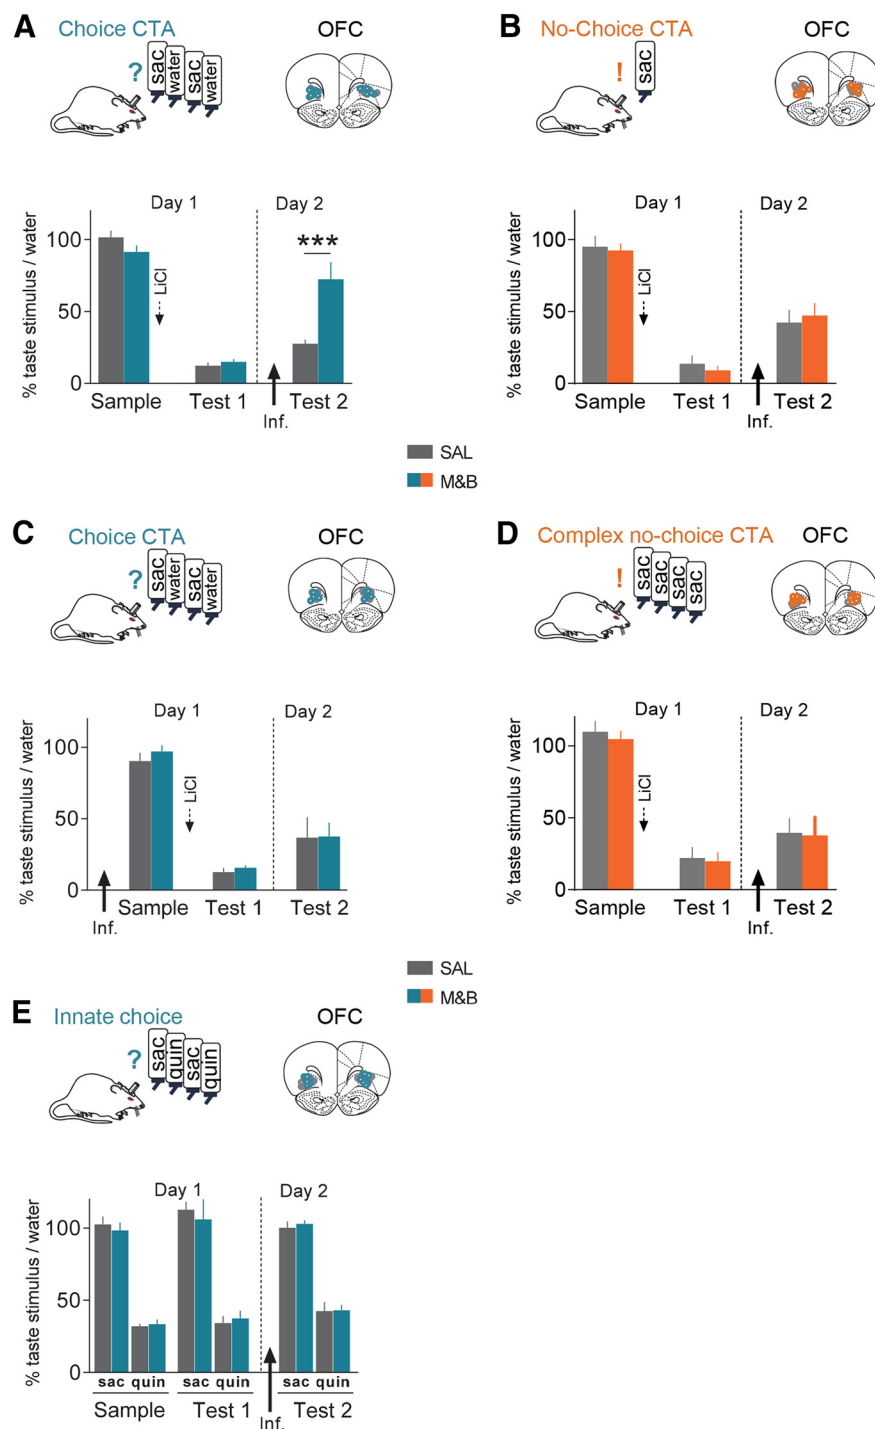 A
Choice CTA
OFC
?
sac
water
sac
water
B
No-Choice CTA
OFC
!
sac
Day 1
Day 2
% taste stimulus / water
100
50
0
LiCl
***
Sample
Test 1
Inf.
Test 2
Day 1
Day 2
% taste stimulus / water
100
50
0
LiCl
Sample
Test 1
Inf.
Test 2
SAL
M&B
C
Choice CTA
OFC
?
sac
water
sac
water
D
Complex no-choice CTA
OFC
!
sac
sac
sac
sac
Day 1
Day 2
% taste stimulus / water
100
50
0
LiCl
Inf.
Sample
Test 1
Test 2
Day 1
Day 2
% taste stimulus / water
100
50
0
LiCl
Sample
Test 1
Inf.
Test 2
SAL
M&B
E
Innate choice
OFC
?
sac
quin
sac
quin
Day 1
Day 2
% taste stimulus / water
100
50
0
sac quin
sac quin
sac quin
Sample
Test 1
Inf.
Test 2